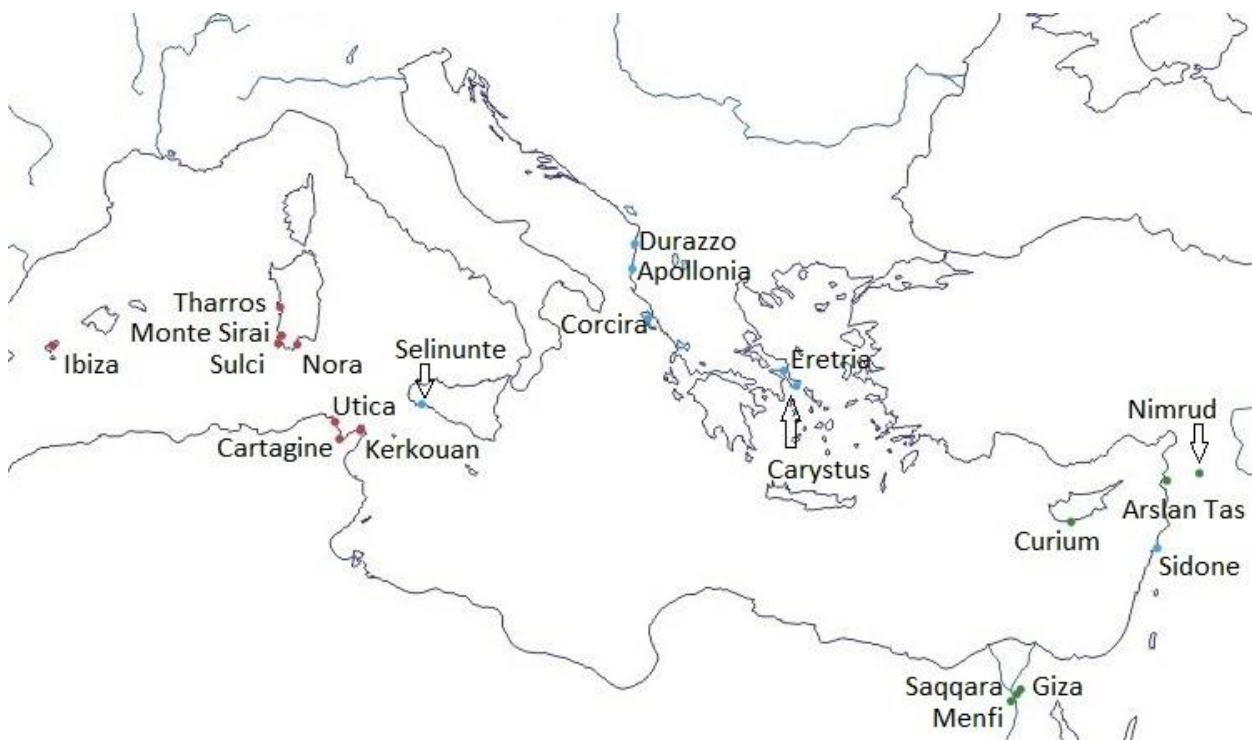 Durazzo
Apollonia
Tharros
Monte Sirai
Sulci
Nora
Ibiza
Corcira
Selinunte
Eretria
Utica
Cartagine
Kerkouan
Carystus
Nimrud
Arslan Tas
Curium
Sidone
Saqqara
Giza
Menfi